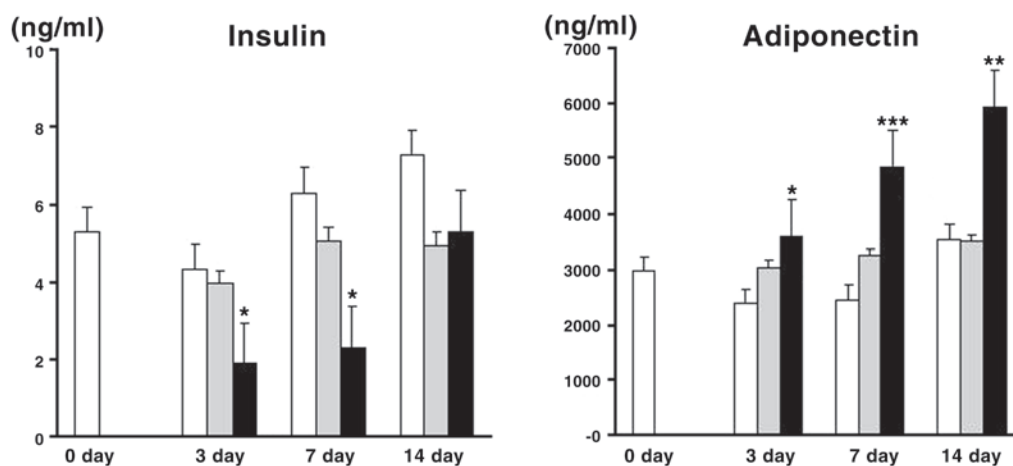 (ng/ml)
Insulin
10
8
6
4
2
0
*
*
0 day
3 day
7 day
14 day
(ng/ml)
Adiponectin
7000
6000
5000
4000
3000
2000
1000
-0
*
***
**
0 day
3 day
7 day
14 day